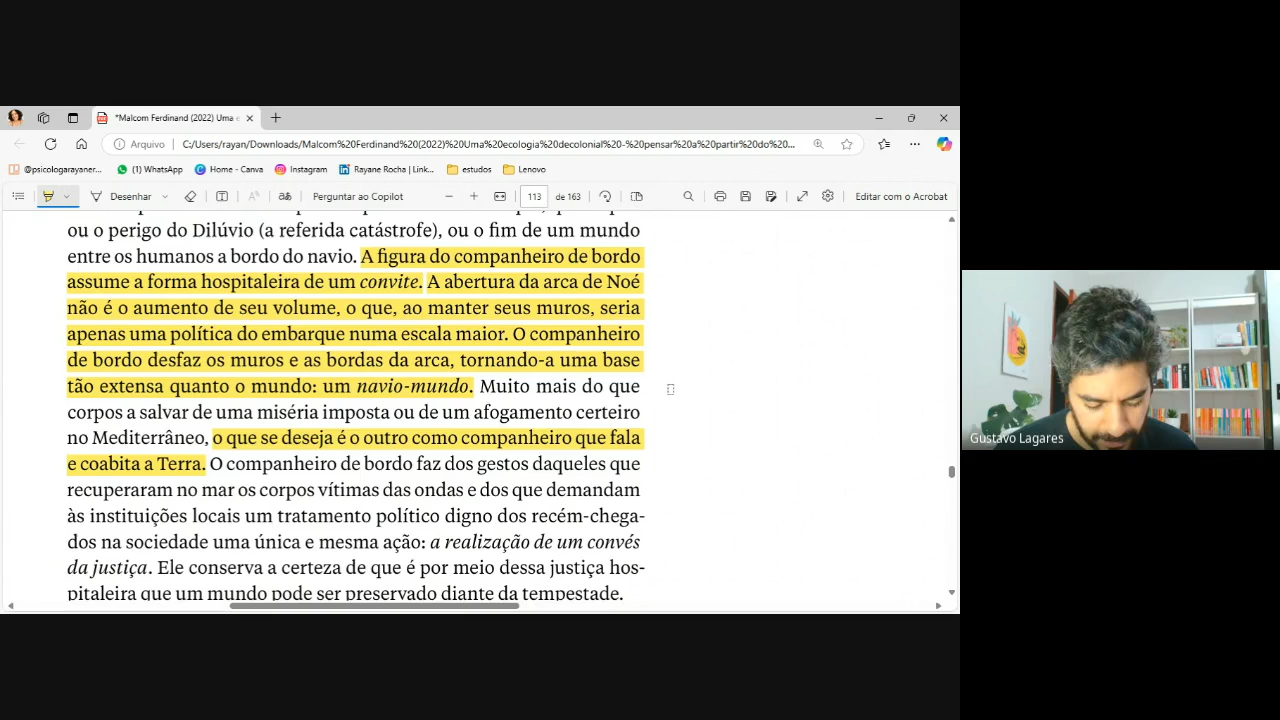 *Malcom Ferdinand (2022) Uma e
Arquivo
C:/Users/rayan/Downloads/Malcom%20Ferdinand%20(2022)%20Uma%20ecologia%20decolonial%20-%20pensar%20a%20partir%20do%20...
@psicologarayaner...
(1) WhatsApp
Home - Canva
Instagram
Rayane Rocha | Link...
estudos
Lenovo
Desenhar
Perguntar ao Copilot
113 de 163
Editar com o Acrobat
ou o perigo do Dilúvio (a referida catástrofe), ou o fim de um mundo
entre os humanos a bordo do navio. A figura do companheiro de bordo
assume a forma hospitaleira de um convite. A abertura da arca de Noé
não é o aumento de seu volume, o que, ao manter seus muros, seria
apenas uma política do embarque numa escala maior. O companheiro
de bordo desfaz os muros e as bordas da arca, tornando-a uma base
tão extensa quanto o mundo: um navio-mundo. Muito mais do que
corpos a salvar de uma miséria imposta ou de um afogamento certeiro
no Mediterrâneo, o que se deseja é o outro como companheiro que fala
e coabita a Terra. O companheiro de bordo faz dos gestos daqueles que
recuperaram no mar os corpos vítimas das ondas e dos que demandam
às instituições locais um tratamento político digno dos recém-chega-
dos na sociedade uma única e mesma ação: a realização de um convés
da justiça. Ele conserva a certeza de que é por meio dessa justiça hos-
pitaleira que um mundo pode ser preservado diante da tempestade.
Gustavo Lagares